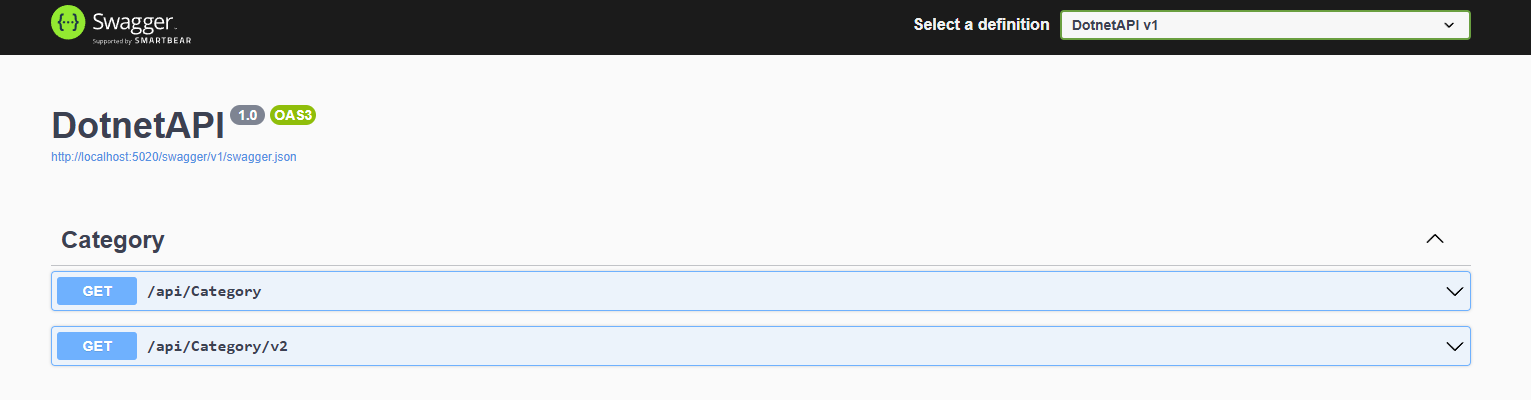 Swagger
Supported by SMARTBEAR
Select a definition
DotnetAPI v1
DotnetAPI 1.0 OAS3
http://localhost:5020/swagger/v1/swagger.json
Category
GET /api/Category
GET /api/Category/v2